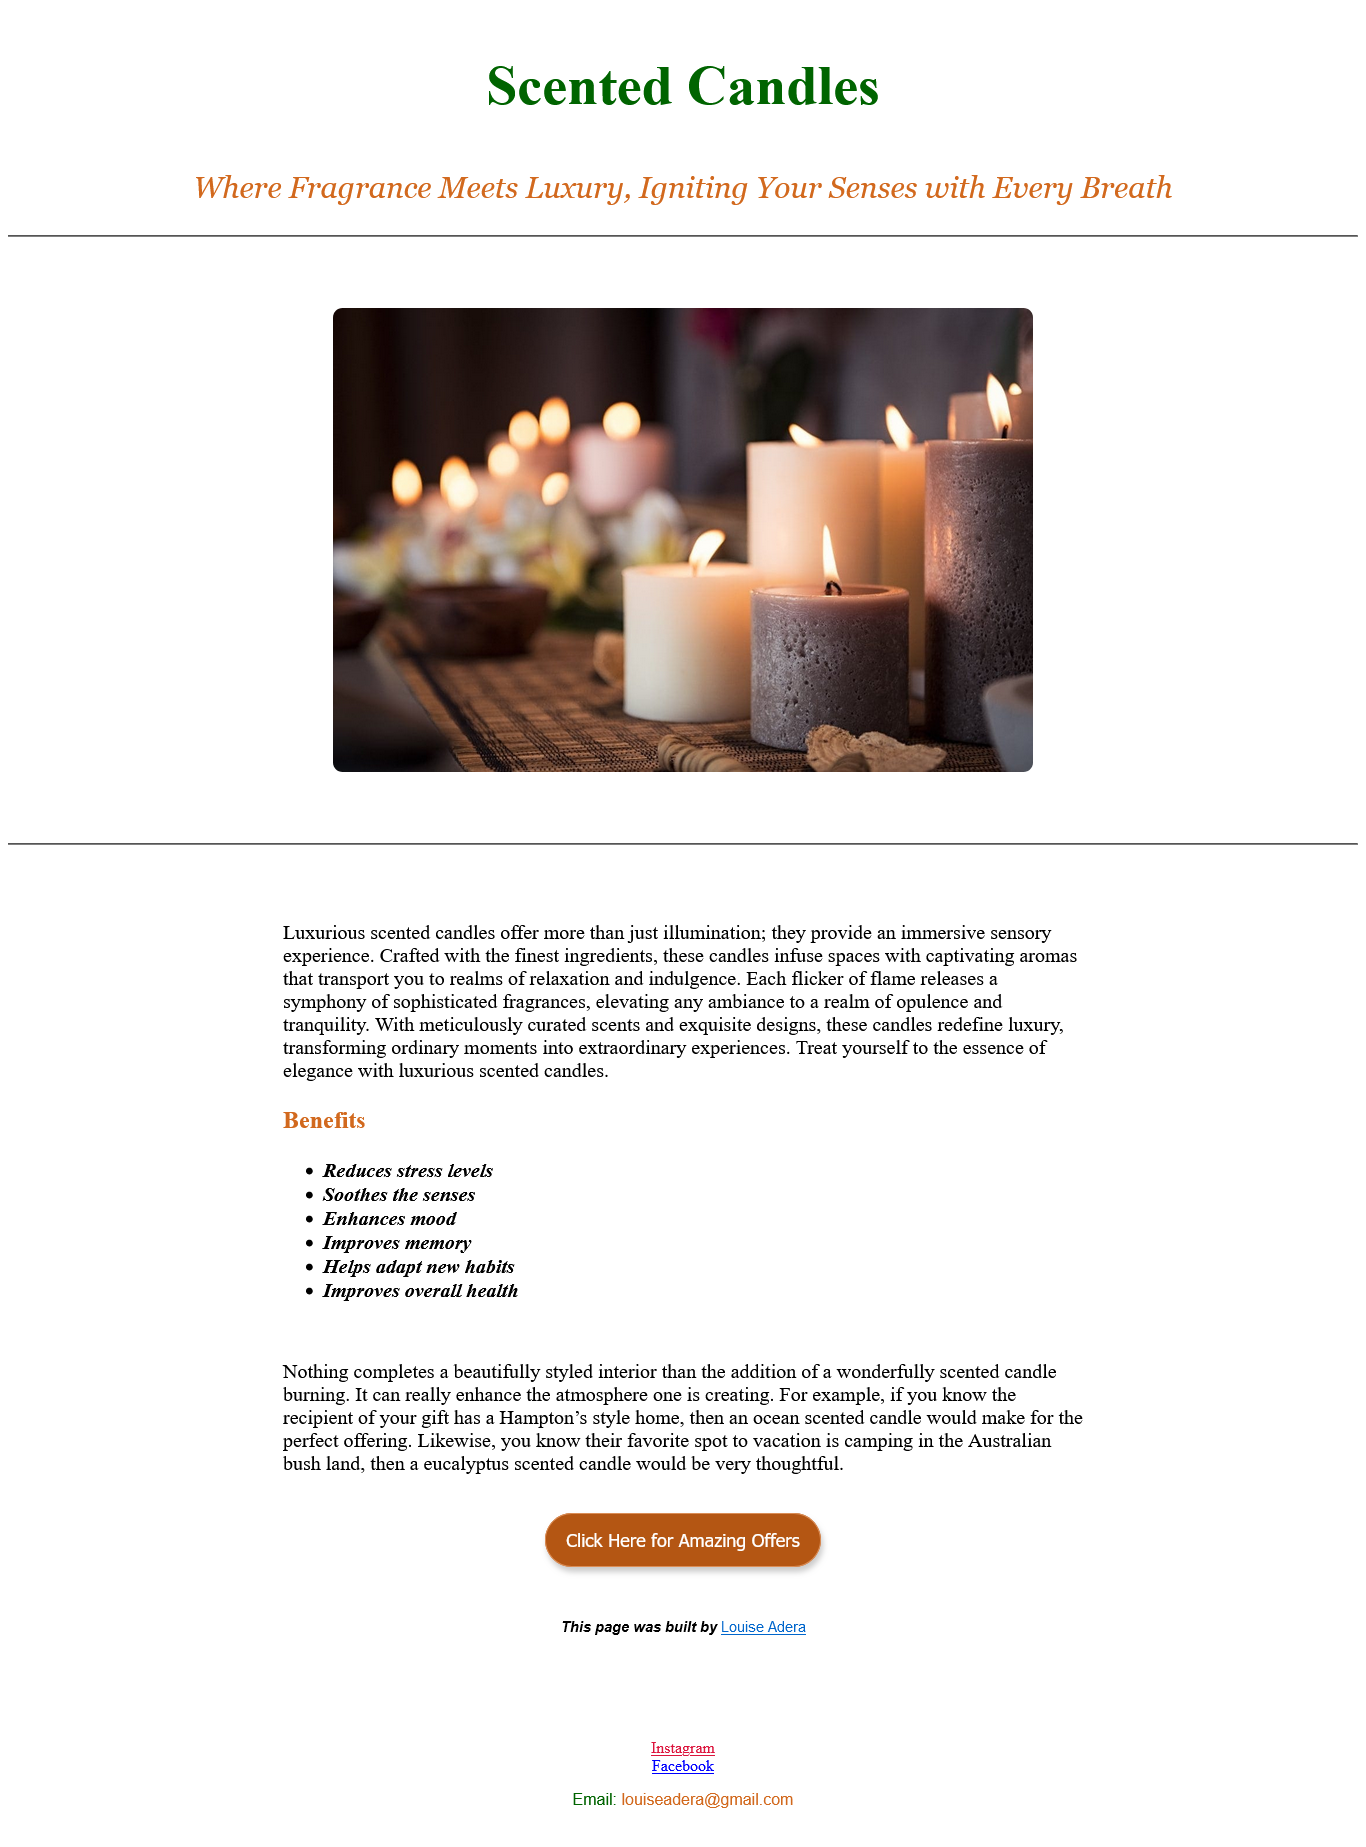 Scented Candles
Where Fragrance Meets Luxury, Igniting Your Senses with Every Breath
Luxurious scented candles offer more than just illumination; they provide an immersive sensory
experience. Crafted with the finest ingredients, these candles infuse spaces with captivating aromas
that transport you to realms of relaxation and indulgence. Each flicker of flame releases a
symphony of sophisticated fragrances, elevating any ambiance to a realm of opulence and
tranquility. With meticulously curated scents and exquisite designs, these candles redefine luxury,
transforming ordinary moments into extraordinary experiences. Treat yourself to the essence of
elegance with luxurious scented candles.
Benefits
• Reduces stress levels
• Soothes the senses
• Enhances mood
• Improves memory
• Helps adapt new habits
• Improves overall health
Nothing completes a beautifully styled interior than the addition of a wonderfully scented candle
burning. It can really enhance the atmosphere one is creating. For example, if you know the
recipient of your gift has a Hampton’s style home, then an ocean scented candle would make for the
perfect offering. Likewise, you know their favorite spot to vacation is camping in the Australian
bush land, then a eucalyptus scented candle would be very thoughtful.
Click Here for Amazing Offers
This page was built by Louise Adera
Instagram
Facebook
Email: louiseadera@gmail.com